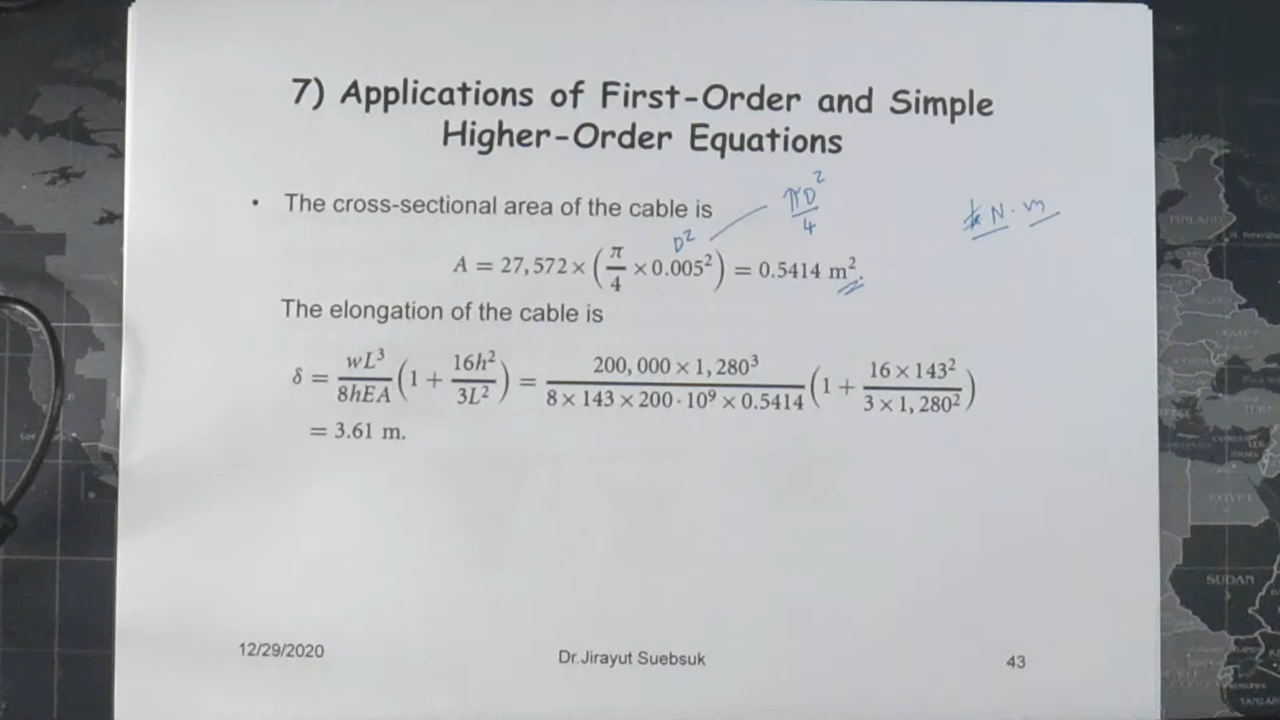 7) Applications of First-Order and Simple
Higher-Order Equations
• The cross-sectional area of the cable is
πD²/4
N·m
D²
A = 27,572 × (π/4 × 0.005²) = 0.5414 m².
The elongation of the cable is
δ = wL³/8hEA (1 + 16h²/3L²) = 200,000 × 1,280³/8 × 143 × 200·10⁹ × 0.5414 (1 + 16 × 143²/3 × 1,280²)
= 3.61 m.
12/29/2020 Dr.Jirayut Suebsuk 43
FINLAND
EGYPT
SUDAN